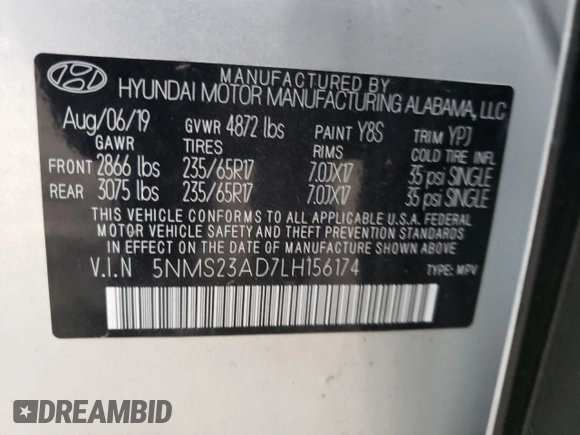 MANUFACTURED BY
HYUNDAI MOTOR MANUFACTURING ALABAMA, LLC
Aug/06/19 GVWR 4872 lbs PAINT Y8S TRIM YPJ
GAWR TIRES RIMS COLD TIRE INFL
FRONT 2866 lbs 235/65R17 7.0JX17 35 psi SINGLE
REAR 3075 lbs 235/65R17 7.0JX17 35 psi SINGLE
THIS VEHICLE CONFORMS TO ALL APPLICABLE U.S.A. FEDERAL
MOTOR VEHICLE SAFETY, BUMPER, AND THEFT PREVENTION
STANDARDS IN EFFECT ON THE DATE OF MANUFACTURE SHOWN ABOVE.
V.I.N 5NMS23AD7LH156174 TYPE: MPV
DREAMBID